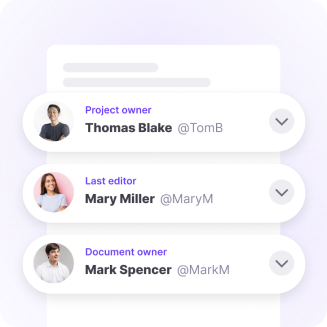 Project owner
Thomas Blake @TomB
Last editor
Mary Miller @MaryM
Document owner
Mark Spencer @MarkM